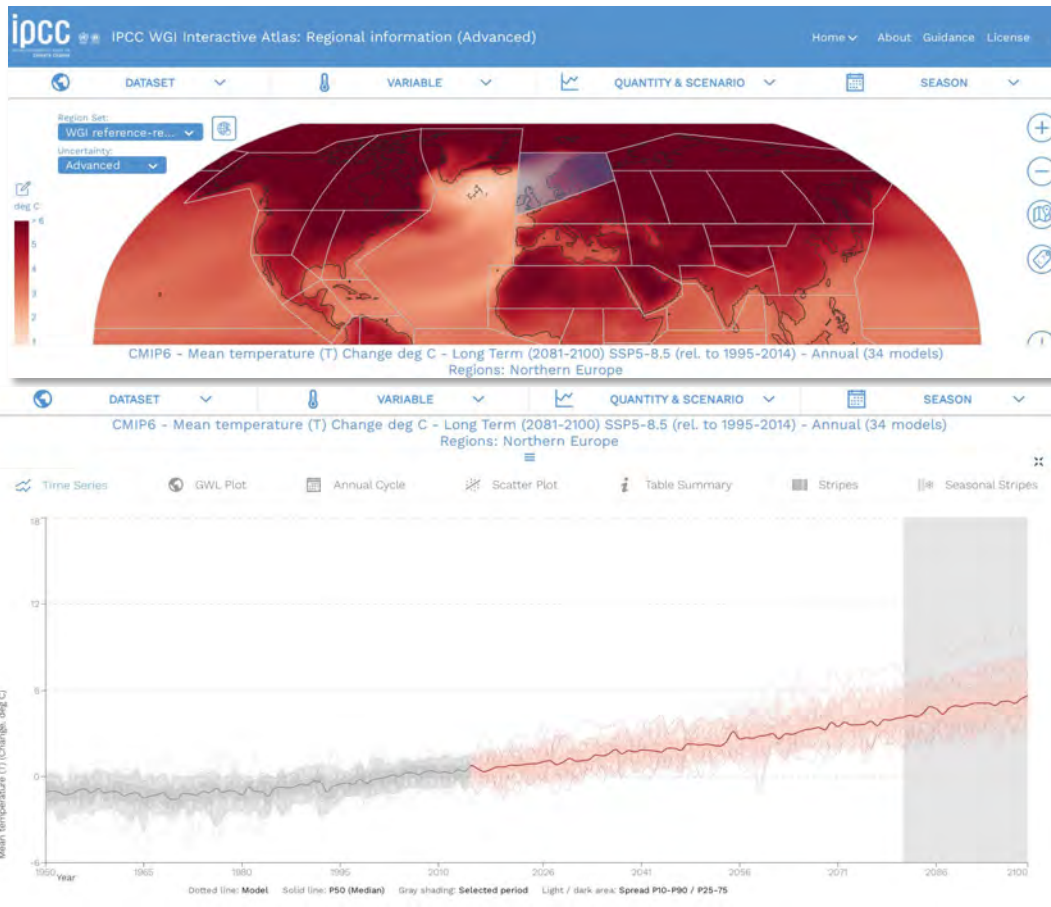 ipcc IPCC WGI Interactive Atlas: Regional information (Advanced) Home About Guidance License
DATASET VARIABLE QUANTITY & SCENARIO SEASON
Region Set:
WGI reference-re...
Uncertainty:
Advanced
deg C
+ 6
5
4
3
2
1
CMIP6 - Mean temperature (T) Change deg C - Long Term (2081-2100) SSP5-8.5 (rel. to 1995-2014) - Annual (34 models)
Regions: Northern Europe
DATASET VARIABLE QUANTITY & SCENARIO SEASON
CMIP6 - Mean temperature (T) Change deg C - Long Term (2081-2100) SSP5-8.5 (rel. to 1995-2014) - Annual (34 models)
Regions: Northern Europe
Time Series GWL Plot Annual Cycle Scatter Plot Table Summary Stripes Seasonal Stripes
18
12
6
0
-6
Mean temperature (T) (Change, deg C)
1950 1965 1980 1995 2010 2026 2041 2056 2071 2086 2100
Year
Dotted line: Model Solid line: P50 (Median) Gray shading: Selected period Light / dark area: Spread P10-P90 / P25-75